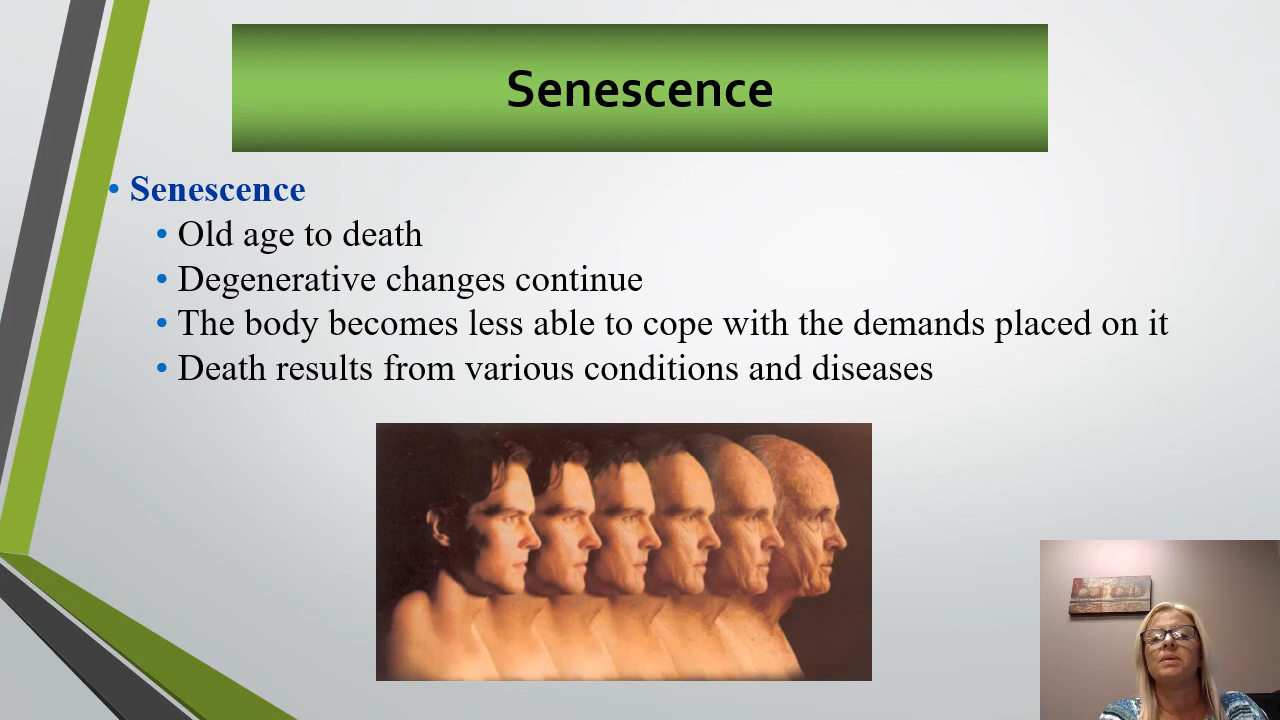 Senescence
• Senescence
• Old age to death
• Degenerative changes continue
• The body becomes less able to cope with the demands placed on it
• Death results from various conditions and diseases